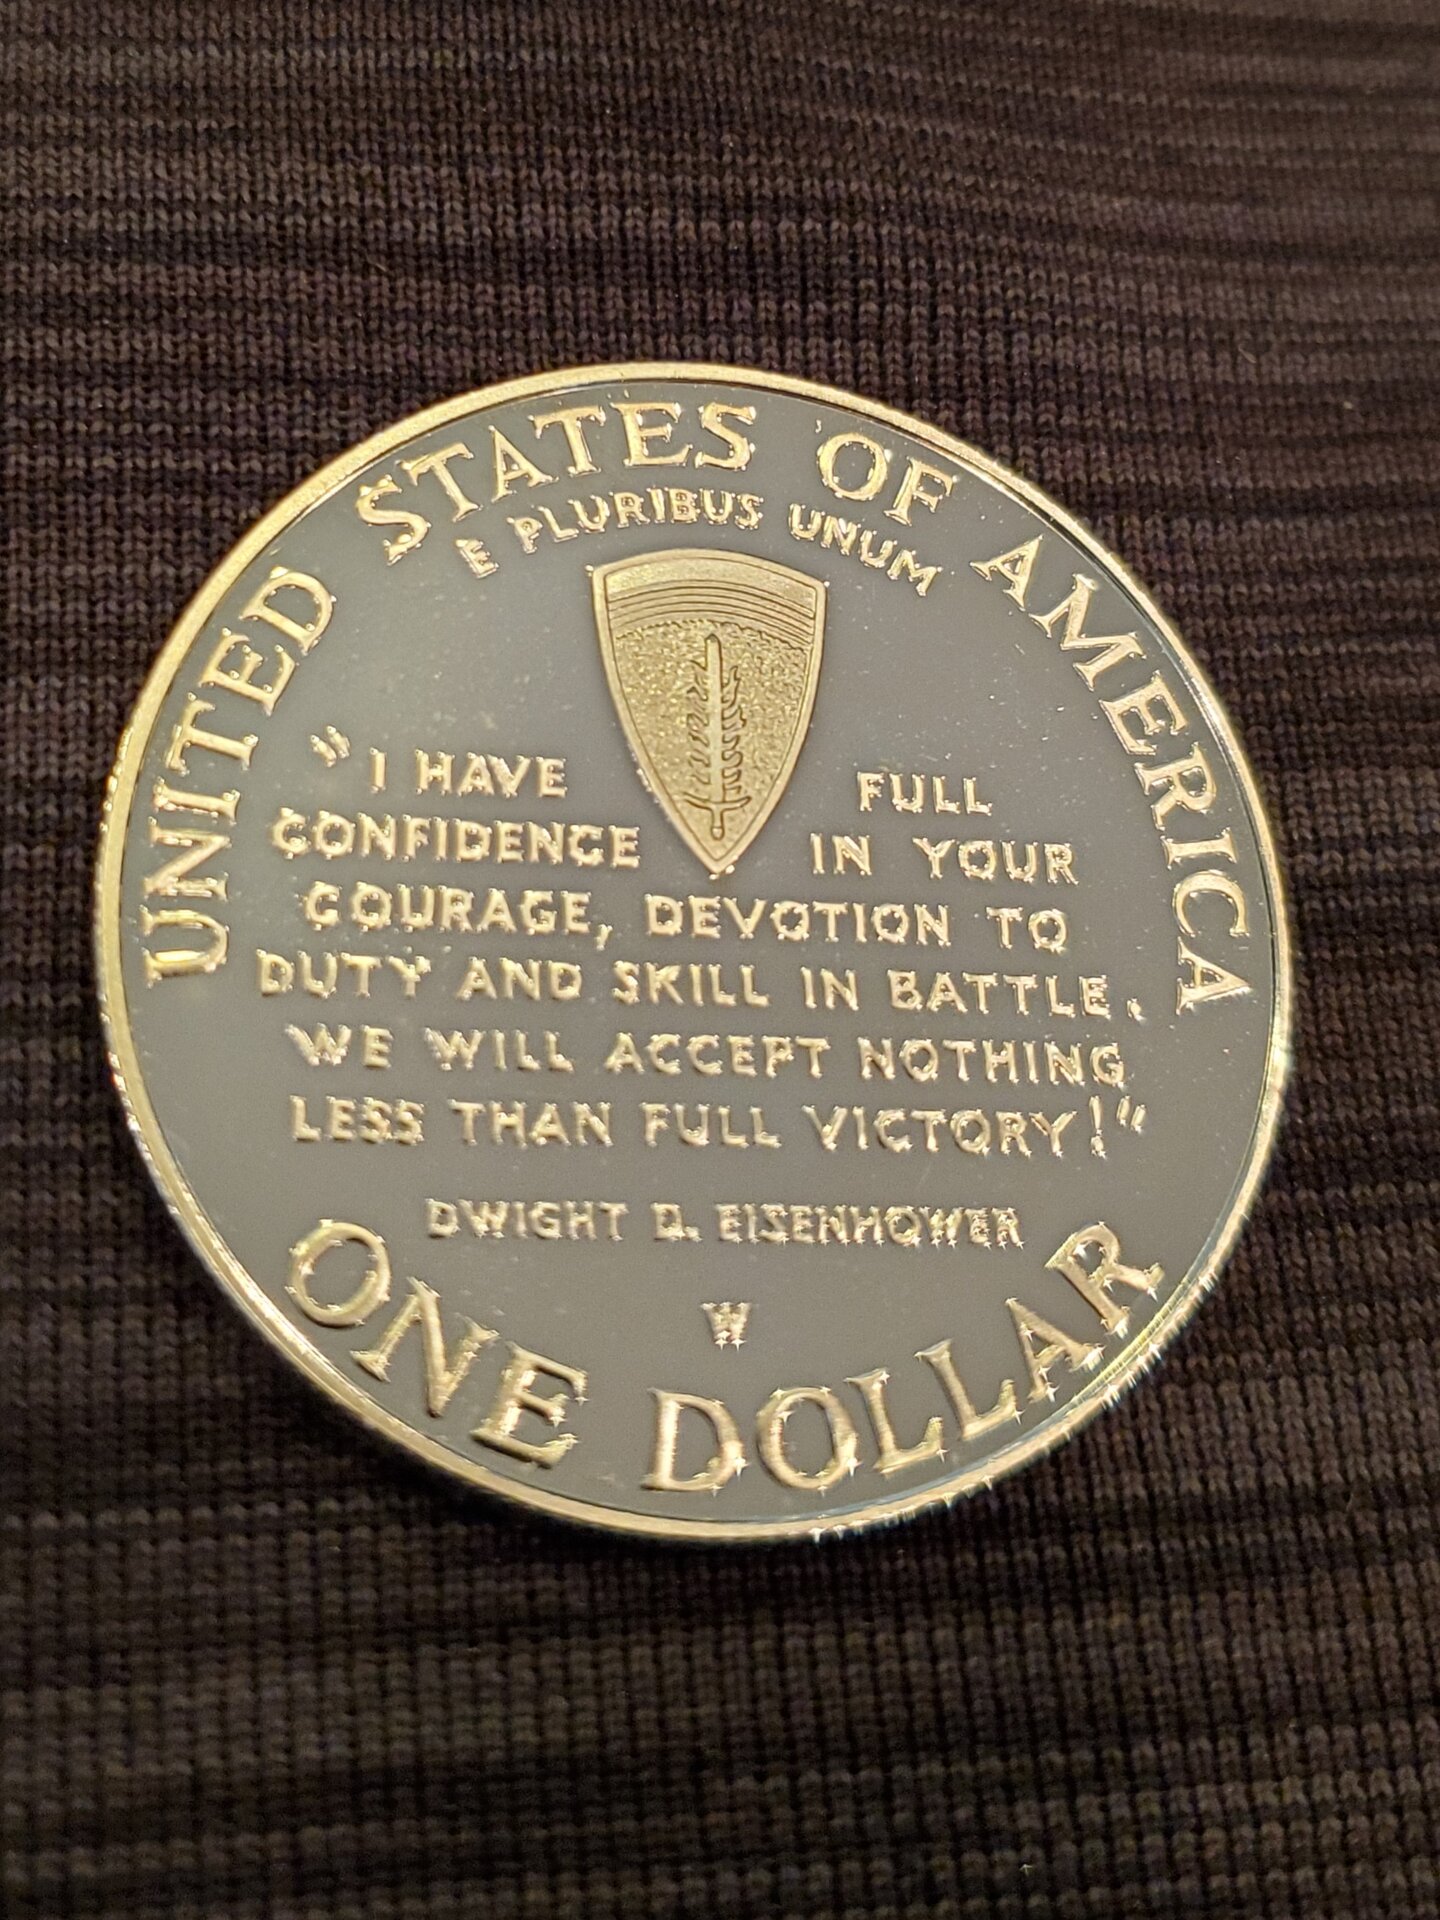 UNITED STATES OF AMERICA
E PLURIBUS UNUM
" I HAVE FULL
CONFIDENCE IN YOUR
COURAGE, DEVOTION TO
DUTY AND SKILL IN BATTLE.
WE WILL ACCEPT NOTHING
LESS THAN FULL VICTORY!"
DWIGHT D. EISENHOWER
W
ONE DOLLAR